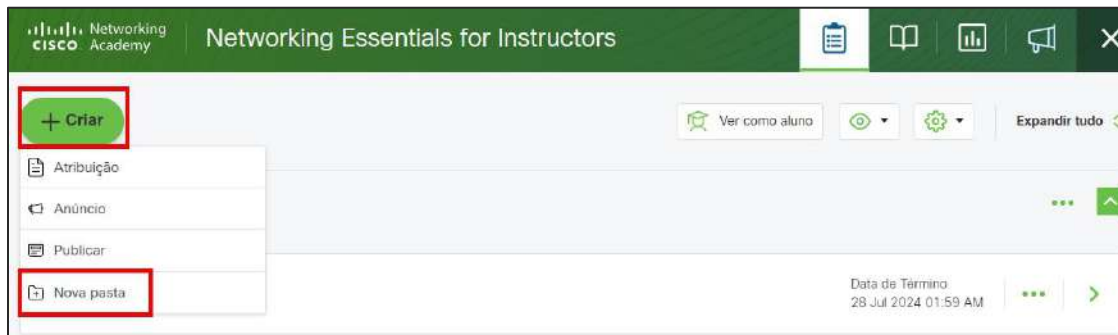 Networking
CISCO Academy
Networking Essentials for Instructors
+ Criar
Ver como aluno
Expandir tudo
Atribuição
Anúncio
Publicar
Nova pasta
Data de Término
28 Jul 2024 01:59 AM